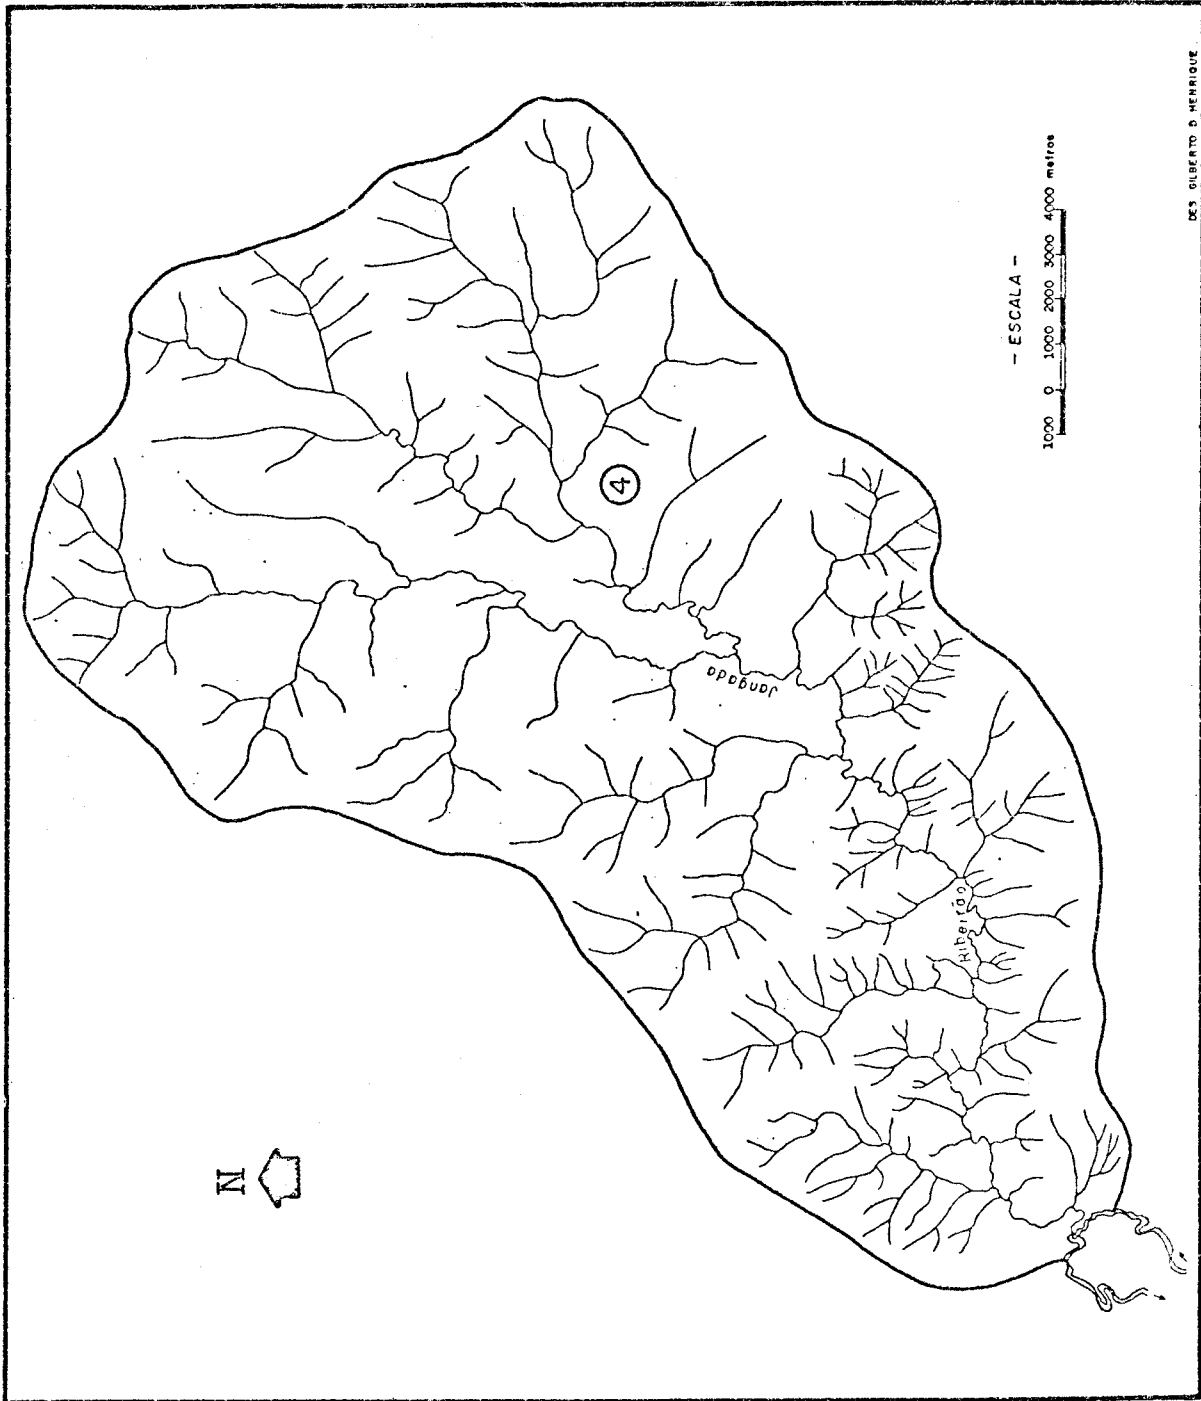 N
4
Jangada
Ribeirão
- ESCALA -
1000 0 1000 2000 3000 4000 metros
DES GILBERTO D HENRIQUE